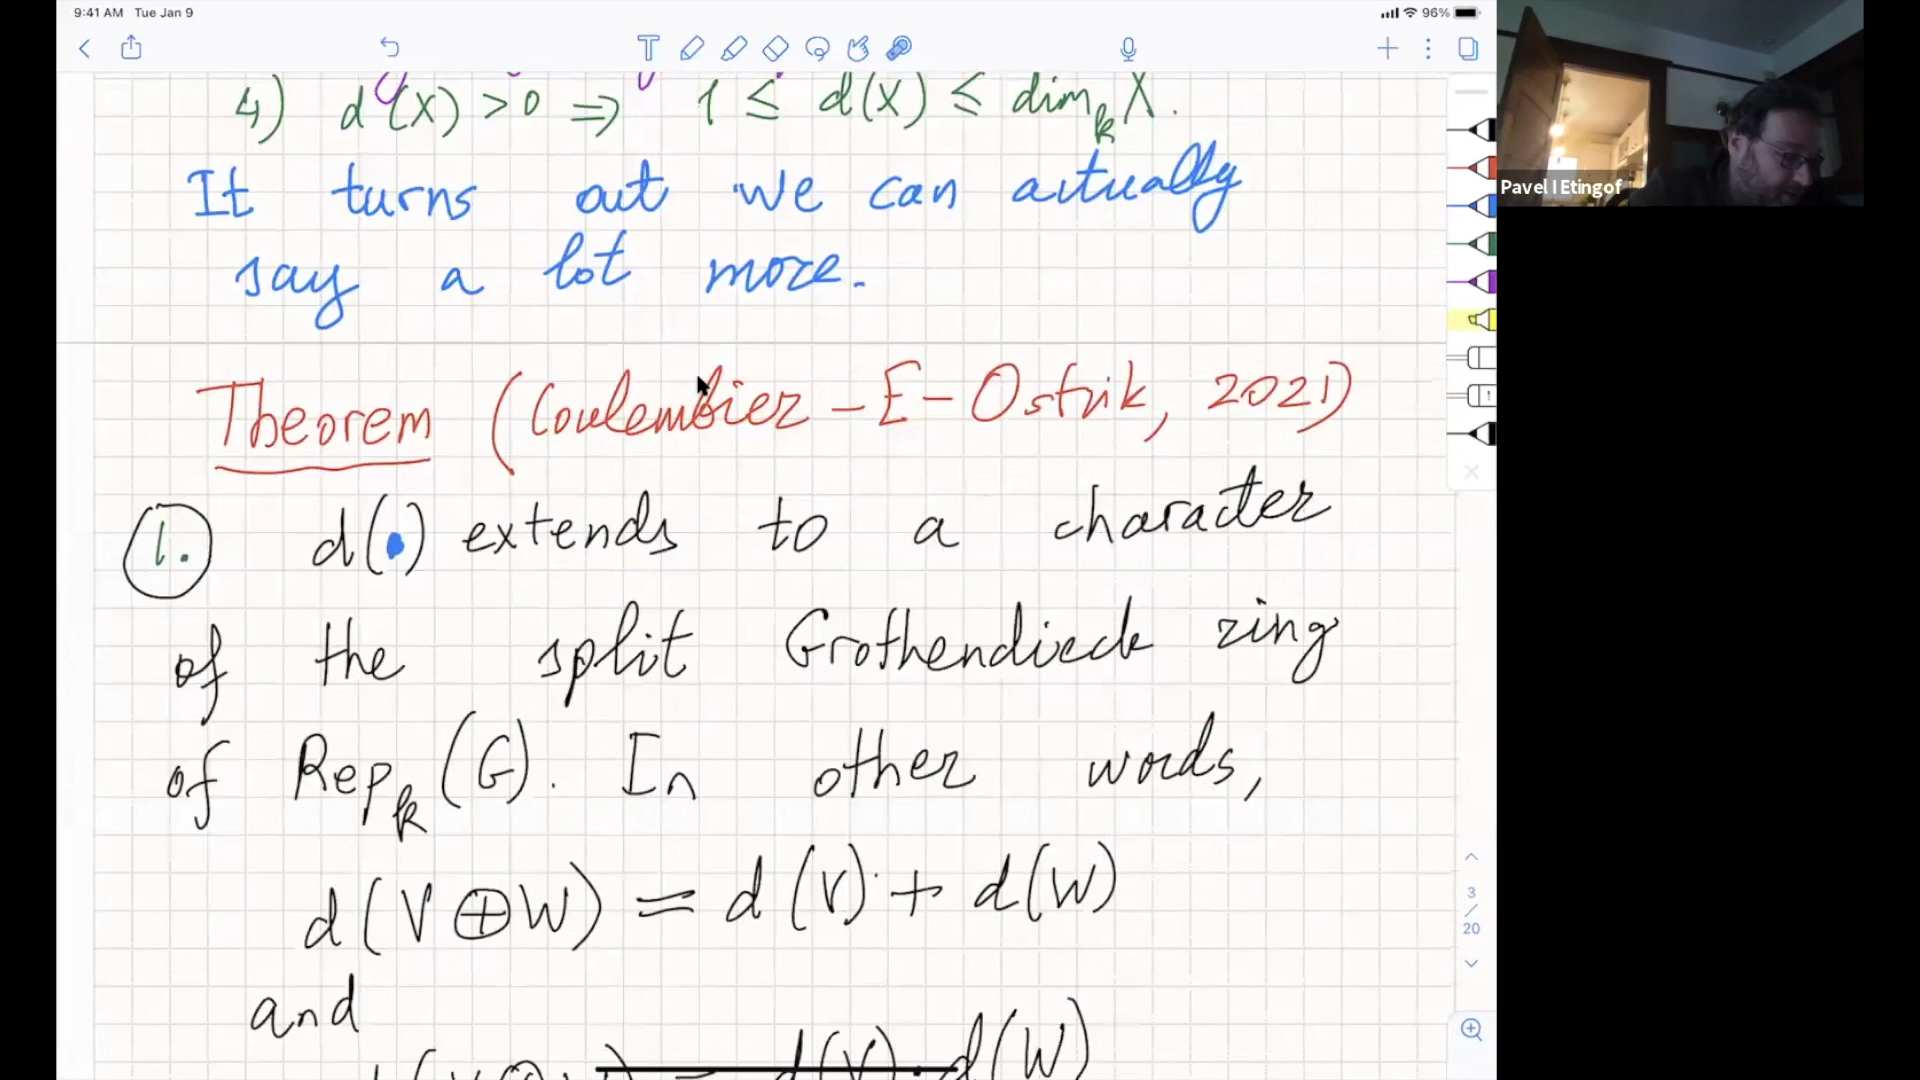 9:41 AM Tue Jan 9
96%
4) d(X) > 0 ⇒ 1 ≤ d(X) ≤ dim_k X.
It turns out we can actually
say a lot more.
Pavel I Etingof
Theorem (Coulembier - E - Ostrik, 2021)
1. d(•) extends to a character
of the split Grothendieck ring
of Rep_k (G). In other words,
d(V ⊕ W) = d(V) + d(W)
and
= d(V) · d(W)
3
/
20